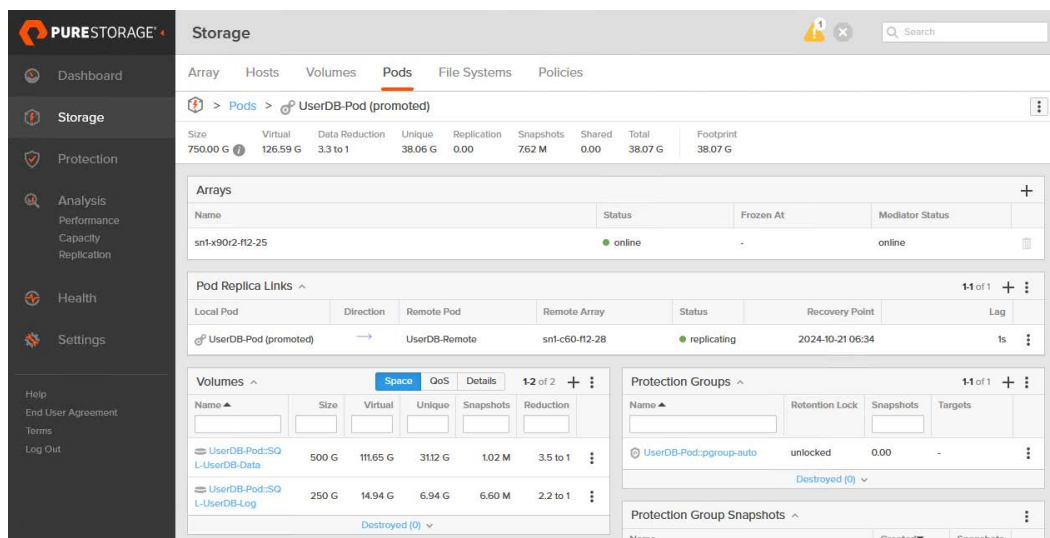 PURESTORAGE®
Storage
1
Search
Dashboard
Storage
Protection
Analysis
Performance
Capacity
Replication
Health
Settings
Help
End User Agreement
Terms
Log Out
Array Hosts Volumes Pods File Systems Policies
> Pods > UserDB-Pod (promoted)
Size Virtual Data Reduction Unique Replication Snapshots Shared Total Footprint
750.00 G 126.59 G 3.3 to 1 38.06 G 0.00 7.62 M 0.00 38.07 G 38.07 G
Arrays
Name Status Frozen At Mediator Status
sn1-x90r2-f12-25 online - online
Pod Replica Links 1-1 of 1
Local Pod Direction Remote Pod Remote Array Status Recovery Point Lag
UserDB-Pod (promoted) → UserDB-Remote sn1-c60-f12-28 replicating 2024-10-21 06:34 1s
Volumes Space QoS Details 1-2 of 2
Name Size Virtual Unique Snapshots Reduction
UserDB-Pod::SQ
L-UserDB-Data 500 G 111.65 G 31.12 G 1.02 M 3.5 to 1
UserDB-Pod::SQ
L-UserDB-Log 250 G 14.94 G 6.94 G 6.60 M 2.2 to 1
Destroyed (0)
Protection Groups 1-1 of 1
Name Retention Lock Snapshots Targets
UserDB-Pod::pgroup-auto unlocked 0.00 -
Destroyed (0)
Protection Group Snapshots